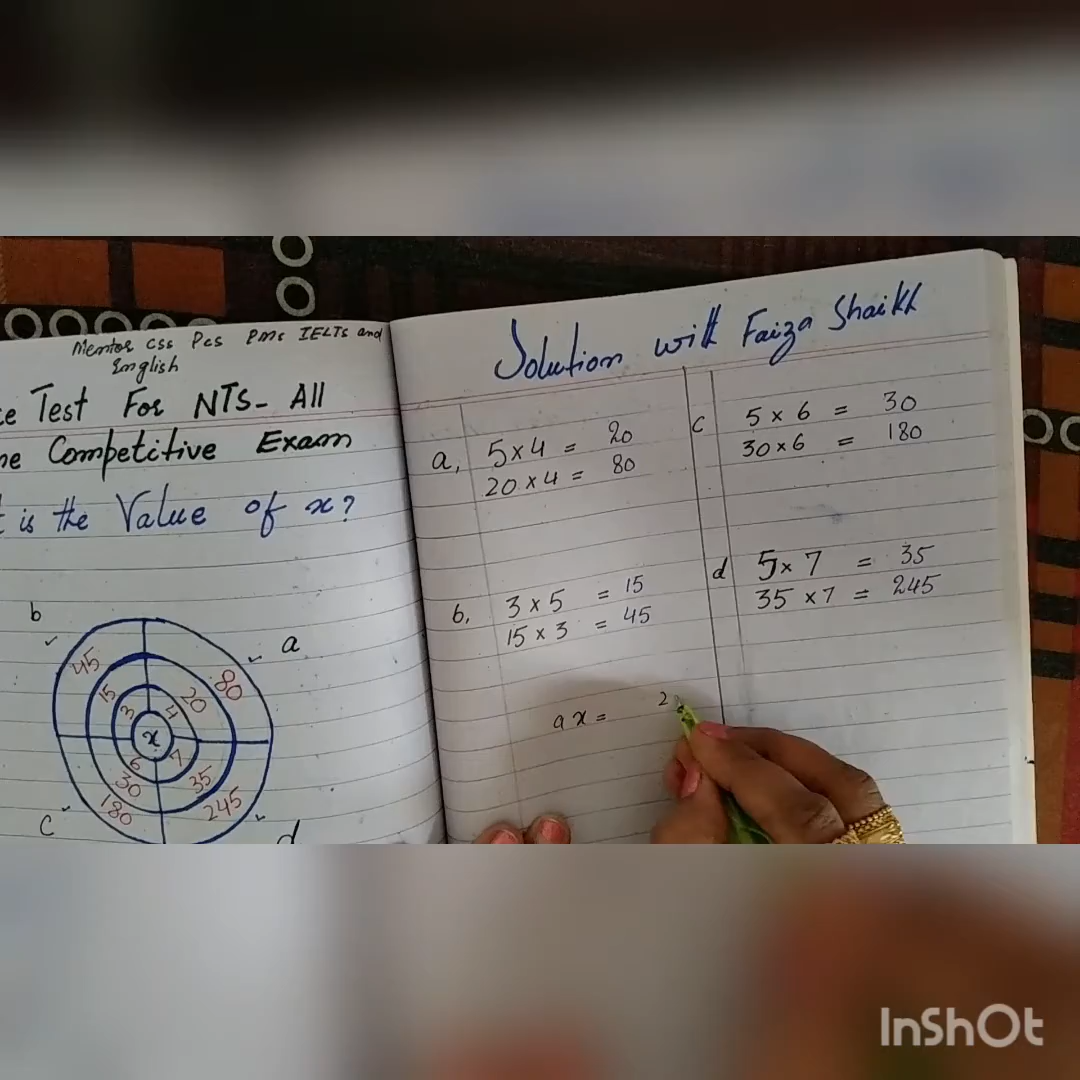 Mentor CSS PCS PMS IELTS and
English
Test For NTS- All
Competitive Exam
is the Value of x?
b
a
45
80
15
20
3
4
x
6
7
30
35
180
245
c
d
Solution with Faiza Shaikh
a, 5 x 4 = 20
20 x 4 = 80
b, 3 x 5 = 15
15 x 3 = 45
c 5 x 6 = 30
30 x 6 = 180
d 5 x 7 = 35
35 x 7 = 245
a x = 2
InShOt